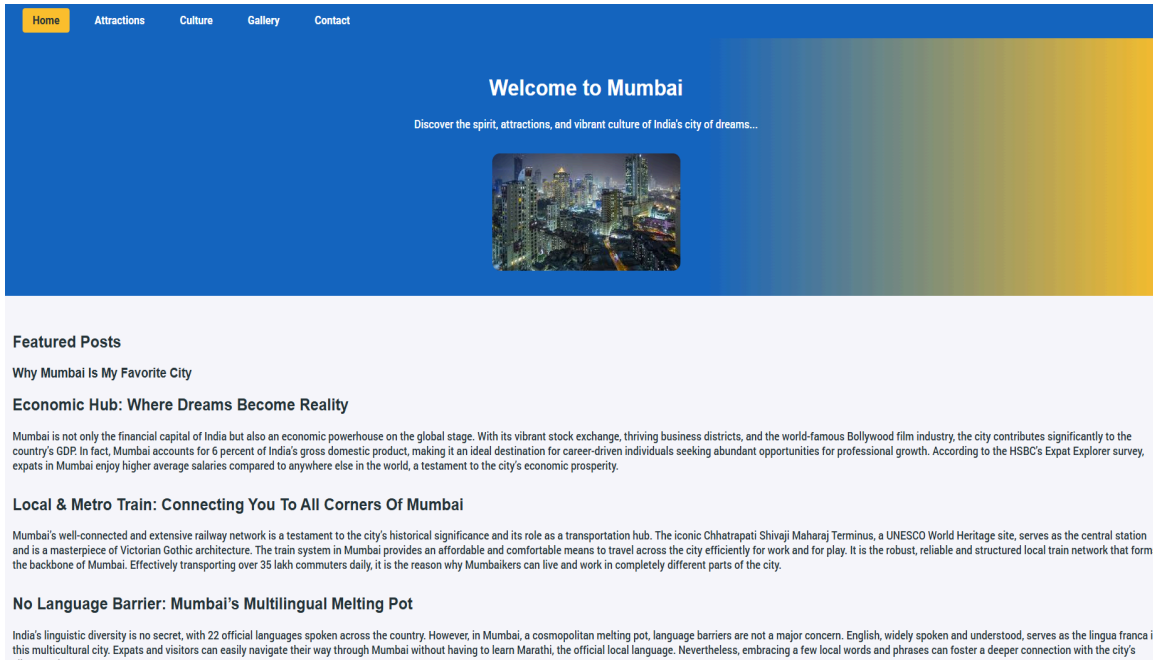 Home Attractions Culture Gallery Contact
Welcome to Mumbai
Discover the spirit, attractions, and vibrant culture of India's city of dreams...
Featured Posts
Why Mumbai Is My Favorite City
Economic Hub: Where Dreams Become Reality
Mumbai is not only the financial capital of India but also an economic powerhouse on the global stage. With its vibrant stock exchange, thriving business districts, and the world-famous Bollywood film industry, the city contributes significantly to the
country's GDP. In fact, Mumbai accounts for 6 percent of India's gross domestic product, making it an ideal destination for career-driven individuals seeking abundant opportunities for professional growth. According to the HSBC's Expat Explorer survey,
expats in Mumbai enjoy higher average salaries compared to anywhere else in the world, a testament to the city's economic prosperity.
Local & Metro Train: Connecting You To All Corners Of Mumbai
Mumbai's well-connected and extensive railway network is a testament to the city's historical significance and its role as a transportation hub. The iconic Chhatrapati Shivaji Maharaj Terminus, a UNESCO World Heritage site, serves as the central station
and is a masterpiece of Victorian Gothic architecture. The train system in Mumbai provides an affordable and comfortable means to travel across the city efficiently for work and for play. It is the robust, reliable and structured local train network that form
the backbone of Mumbai. Effectively transporting over 35 lakh commuters daily, it is the reason why Mumbaikers can live and work in completely different parts of the city.
No Language Barrier: Mumbai’s Multilingual Melting Pot
India's linguistic diversity is no secret, with 22 official languages spoken across the country. However, in Mumbai, a cosmopolitan melting pot, language barriers are not a major concern. English, widely spoken and understood, serves as the lingua franca i
this multicultural city. Expats and visitors can easily navigate their way through Mumbai without having to learn Marathi, the official local language. Nevertheless, embracing a few local words and phrases can foster a deeper connection with the city's